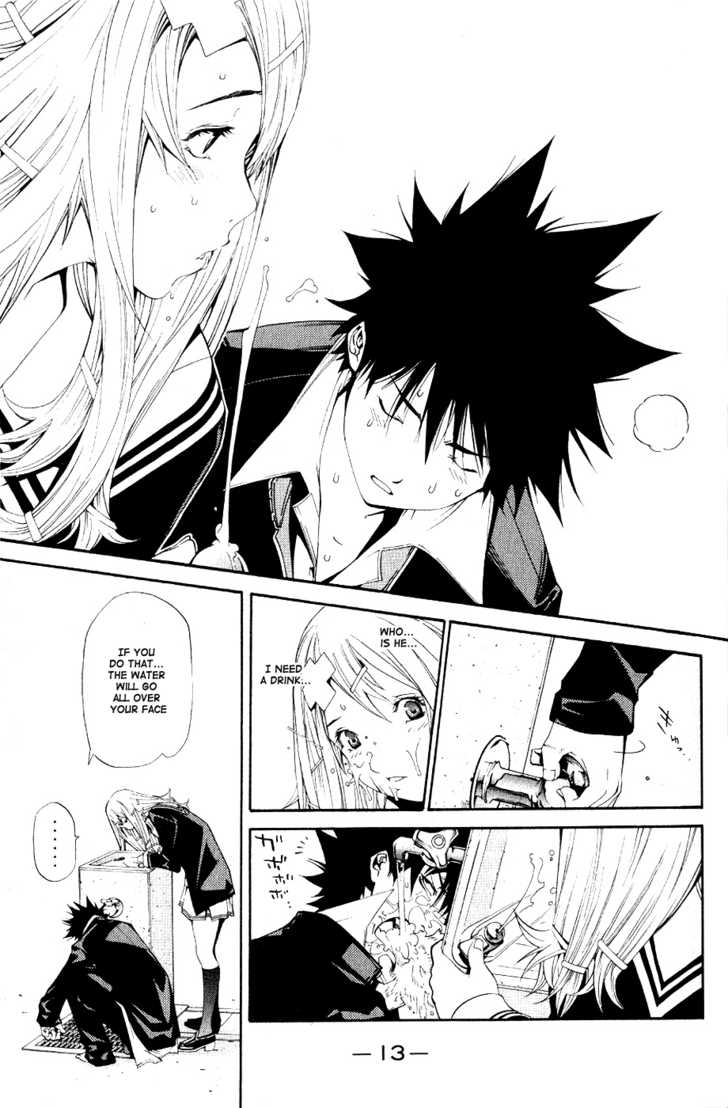 WHO...
IS HE...
I NEED
A DRINK...
IF YOU
DO THAT...
THE WATER
WILL GO
ALL OVER
YOUR FACE
.....
—13—